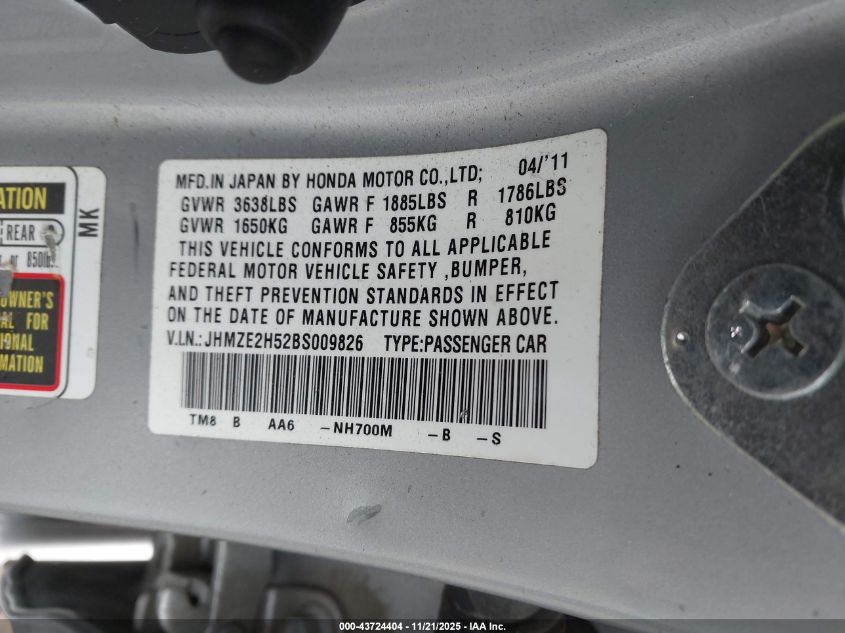 ATION
REAR
850lb
OWNER'S
FOR
MATION
MK
MFD.IN JAPAN BY HONDA MOTOR CO.,LTD; 04/'11
GVWR 3638LBS GAWR F 1885LBS R 1786LBS
GVWR 1650KG GAWR F 855KG R 810KG
THIS VEHICLE CONFORMS TO ALL APPLICABLE
FEDERAL MOTOR VEHICLE SAFETY ,BUMPER,
AND THEFT PREVENTION STANDARDS IN EFFECT
ON THE DATE OF MANUFACTURE SHOWN ABOVE.
V.I.N.: JHMZE2H52BS009826 TYPE:PASSENGER CAR
TM8 B AA6 –NH700M –B –S
000-43724404 - 11/21/2025 - IAA Inc.